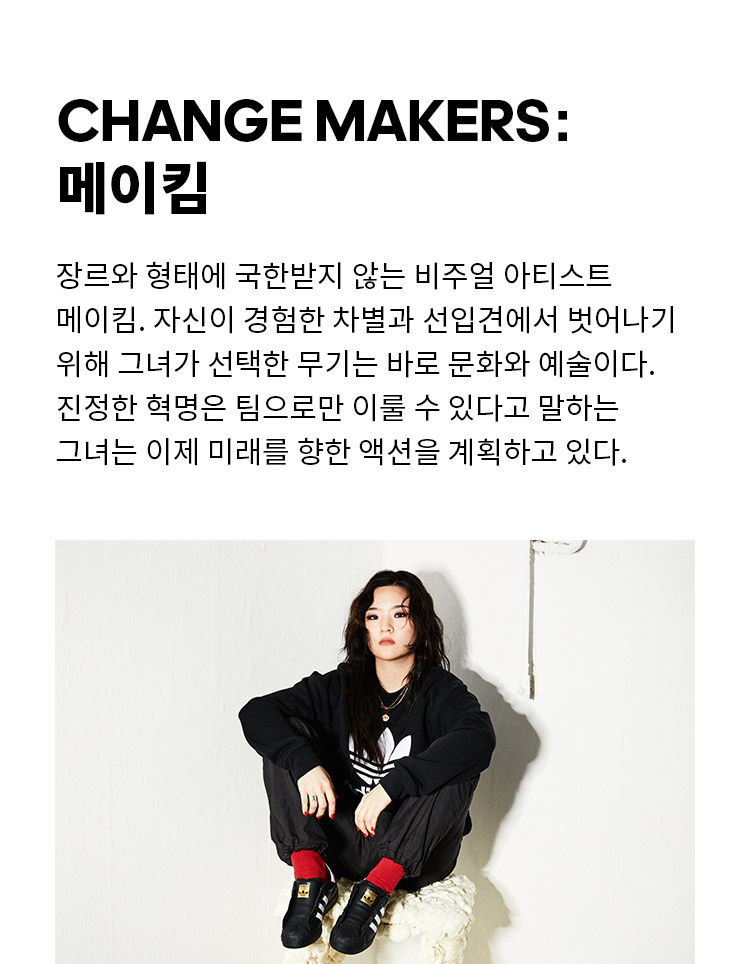 CHANGE MAKERS:
메이킴
장르와 형태에 국한받지 않는 비주얼 아티스트
메이킴. 자신이 경험한 차별과 선입견에서 벗어나기
위해 그녀가 선택한 무기는 바로 문화와 예술이다.
진정한 혁명은 팀으로만 이룰 수 있다고 말하는
그녀는 이제 미래를 향한 액션을 계획하고 있다.